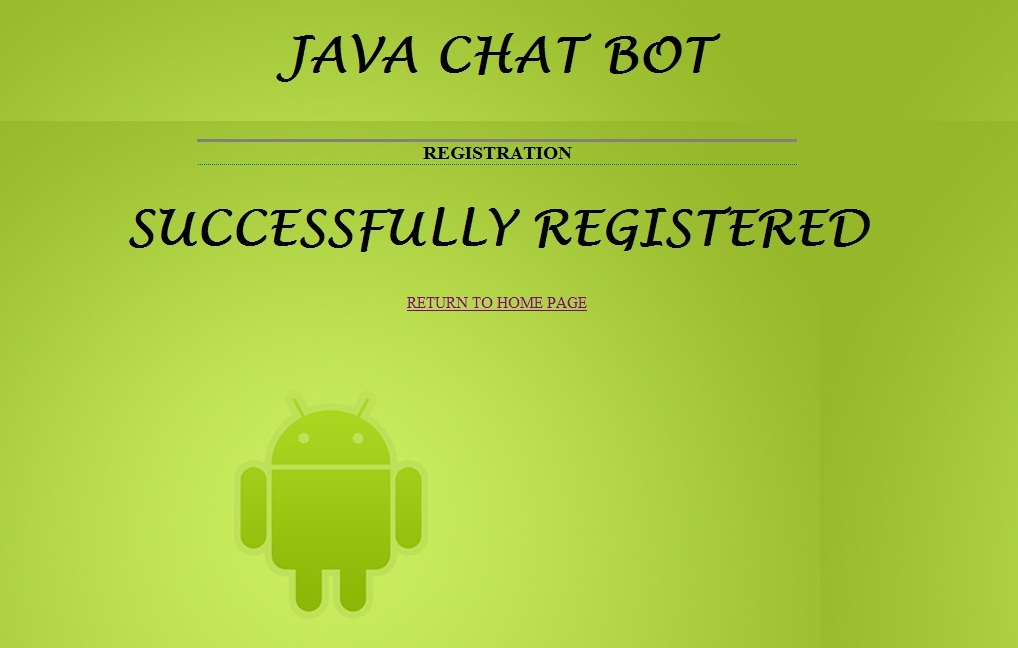 JAVA CHAT BOT
REGISTRATION
SUCCESSFULLY REGISTERED
RETURN TO HOME PAGE